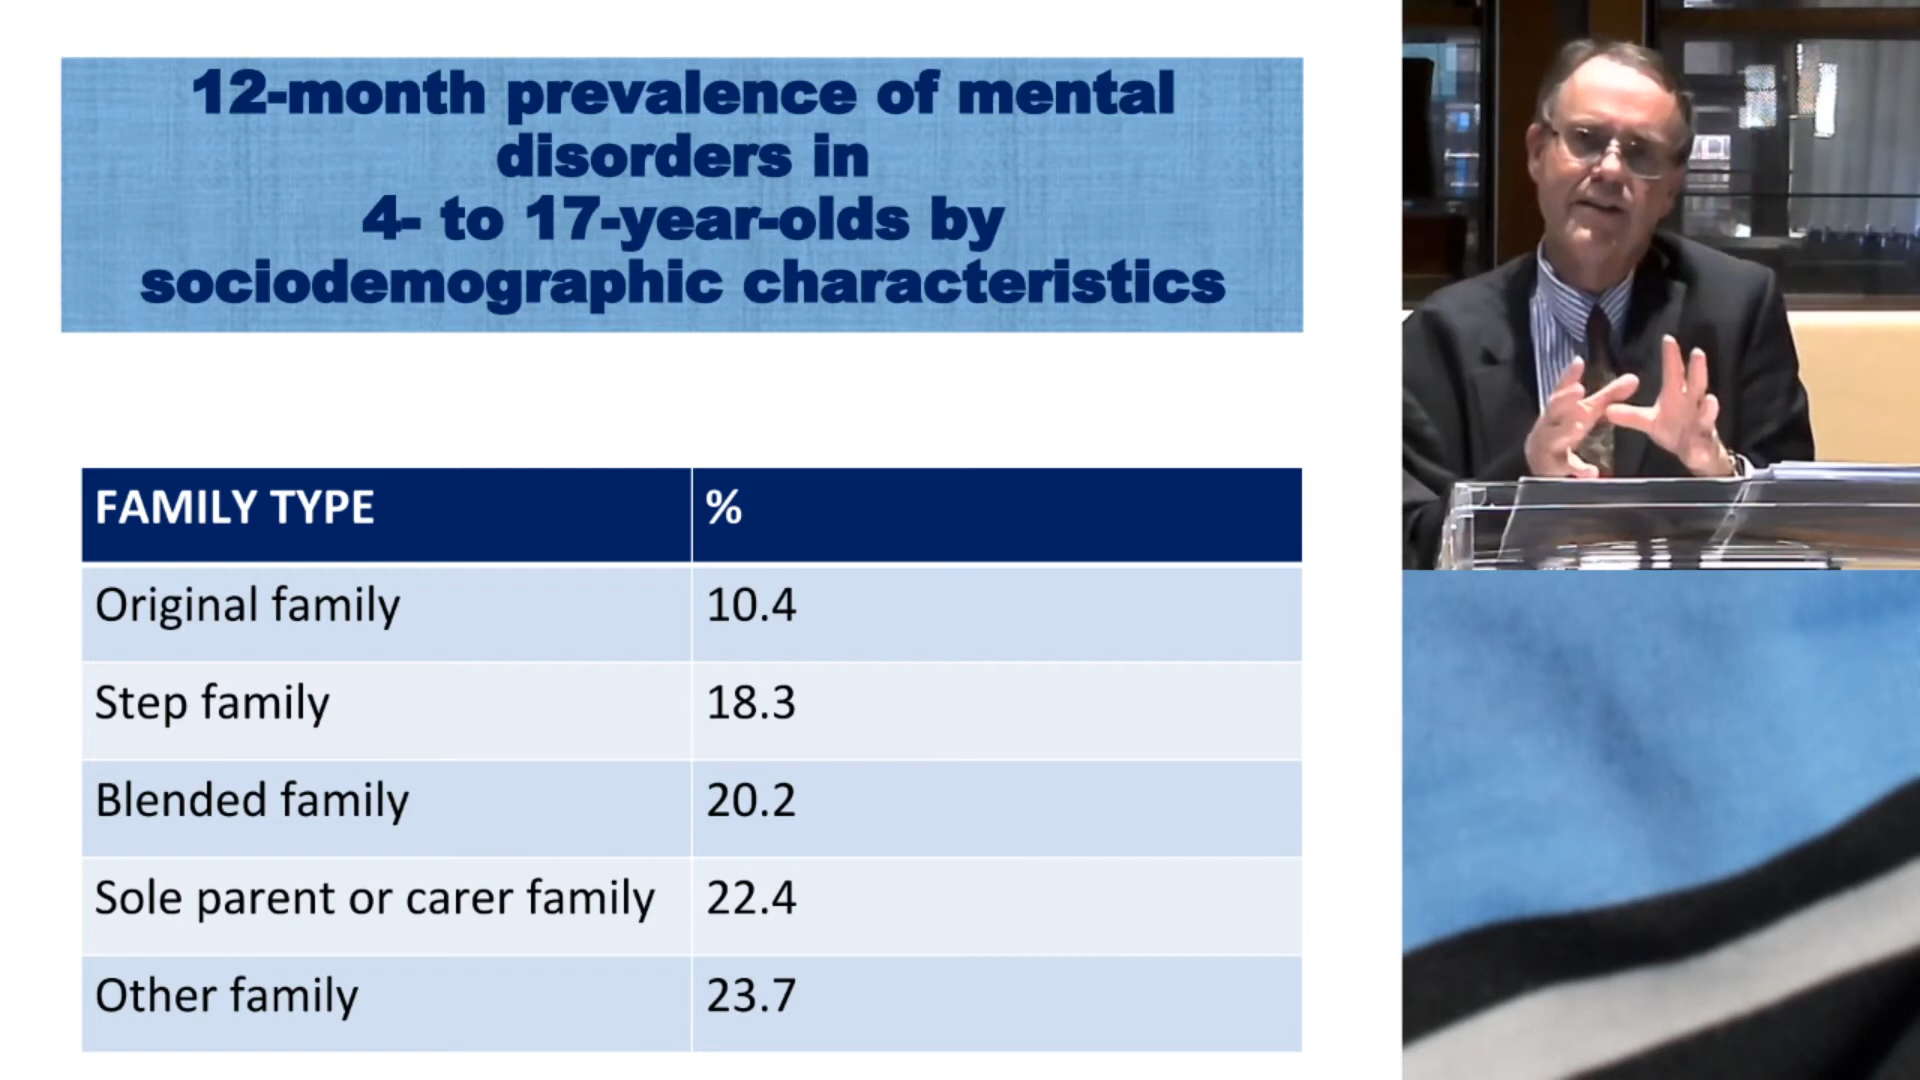 12-month prevalence of mental
disorders in
4- to 17-year-olds by
sociodemographic characteristics
FAMILY TYPE %
Original family 10.4
Step family 18.3
Blended family 20.2
Sole parent or carer family 22.4
Other family 23.7